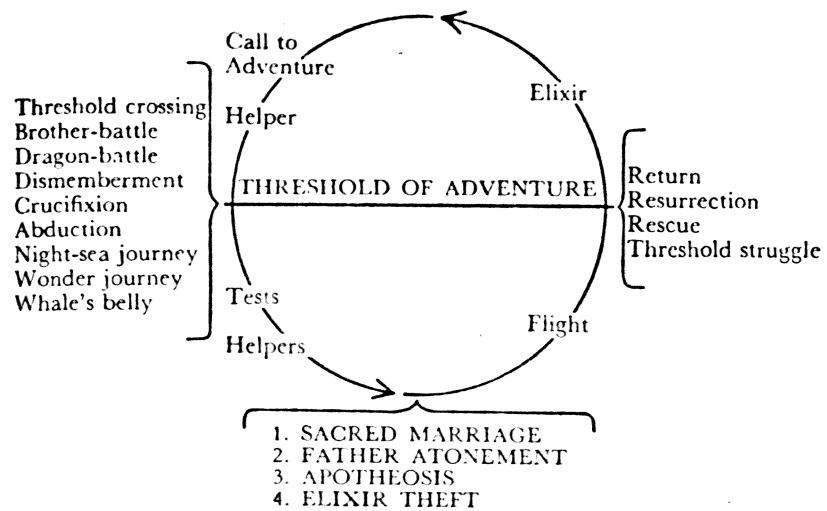 Call to
Adventure
Helper
Elixir
Threshold crossing
Brother-battle
Dragon-battle
Dismemberment
Crucifixion
Abduction
Night-sea journey
Wonder journey
Whale's belly
THRESHOLD OF ADVENTURE
Return
Resurrection
Rescue
Threshold struggle
Tests
Helpers
Flight
1. SACRED MARRIAGE
2. FATHER ATONEMENT
3. APOTHEOSIS
4. ELIXIR THEFT